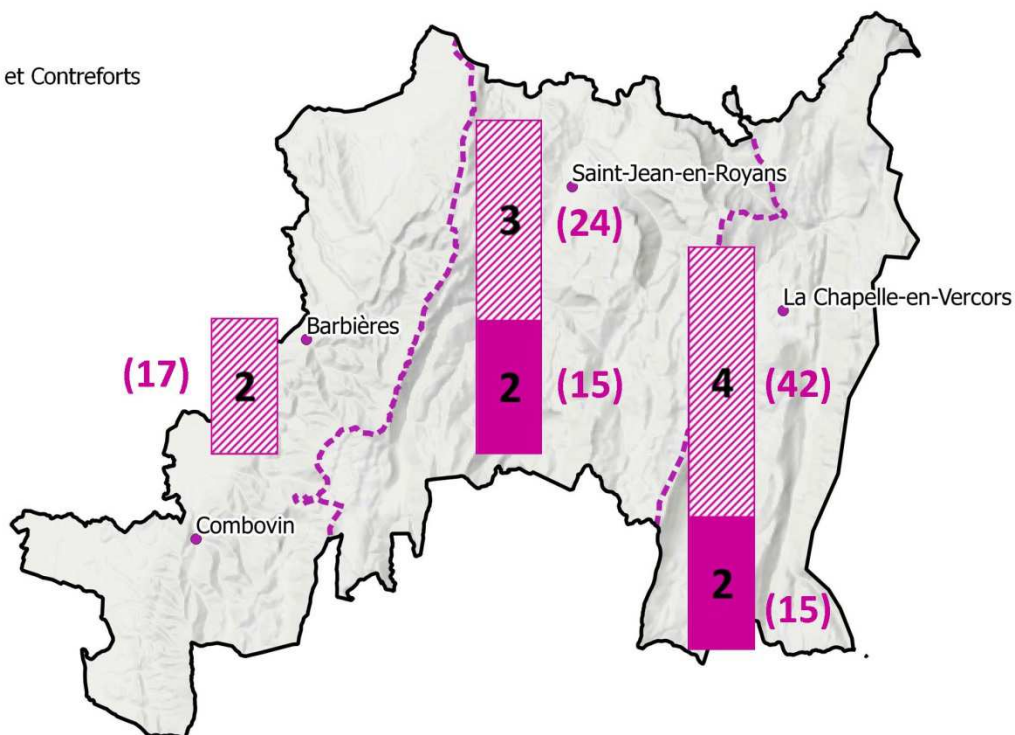 et Contreforts
Saint-Jean-en-Royans
3
(24)
La Chapelle-en-Vercors
Barbières
(17)
2
2
(15)
4
(42)
Combovin
2
(15)